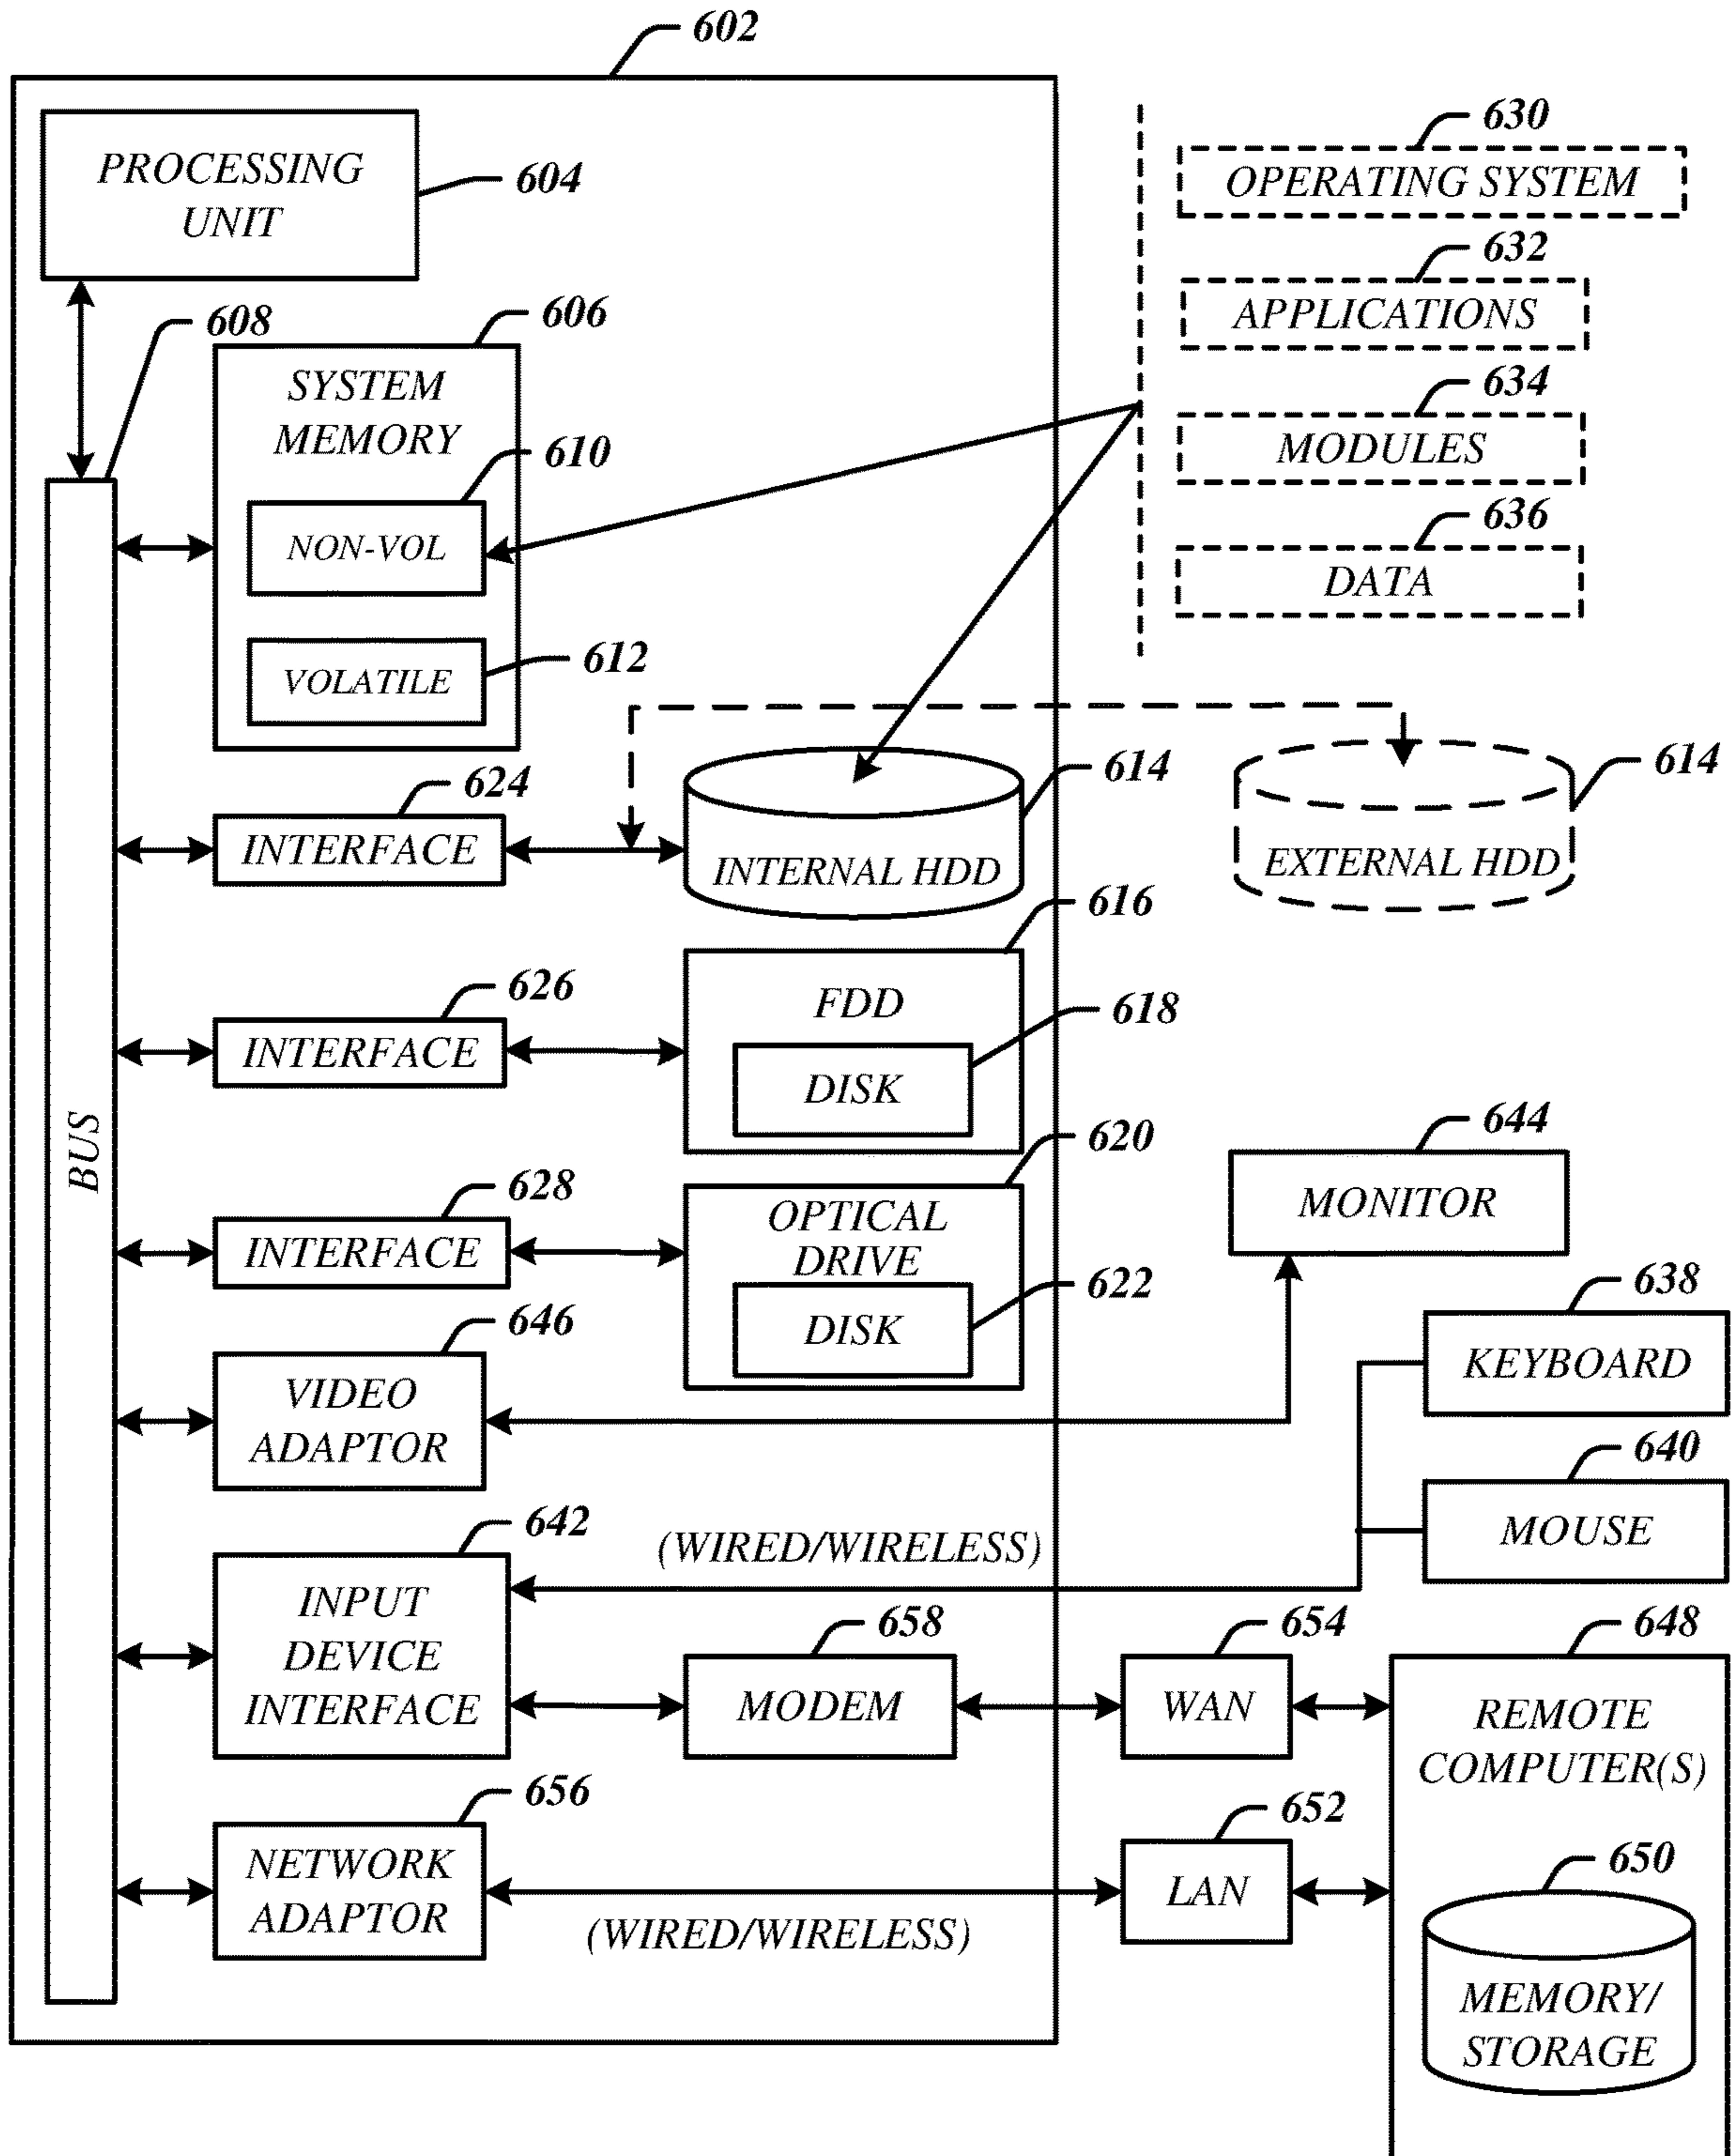 602
PROCESSING
UNIT
604
630
OPERATING SYSTEM
632
APPLICATIONS
634
MODULES
636
DATA
608
606
SYSTEM
MEMORY
610
NON-VOL
612
VOLATILE
624
INTERFACE
614
INTERNAL HDD
614
EXTERNAL HDD
616
FDD
618
DISK
626
INTERFACE
BUS
620
OPTICAL
DRIVE
622
DISK
628
INTERFACE
644
MONITOR
646
VIDEO
ADAPTOR
638
KEYBOARD
640
MOUSE
642
INPUT
DEVICE
INTERFACE
(WIRED/WIRELESS)
658
MODEM
654
WAN
648
REMOTE
COMPUTER(S)
656
NETWORK
ADAPTOR
(WIRED/WIRELESS)
652
LAN
650
MEMORY/
STORAGE